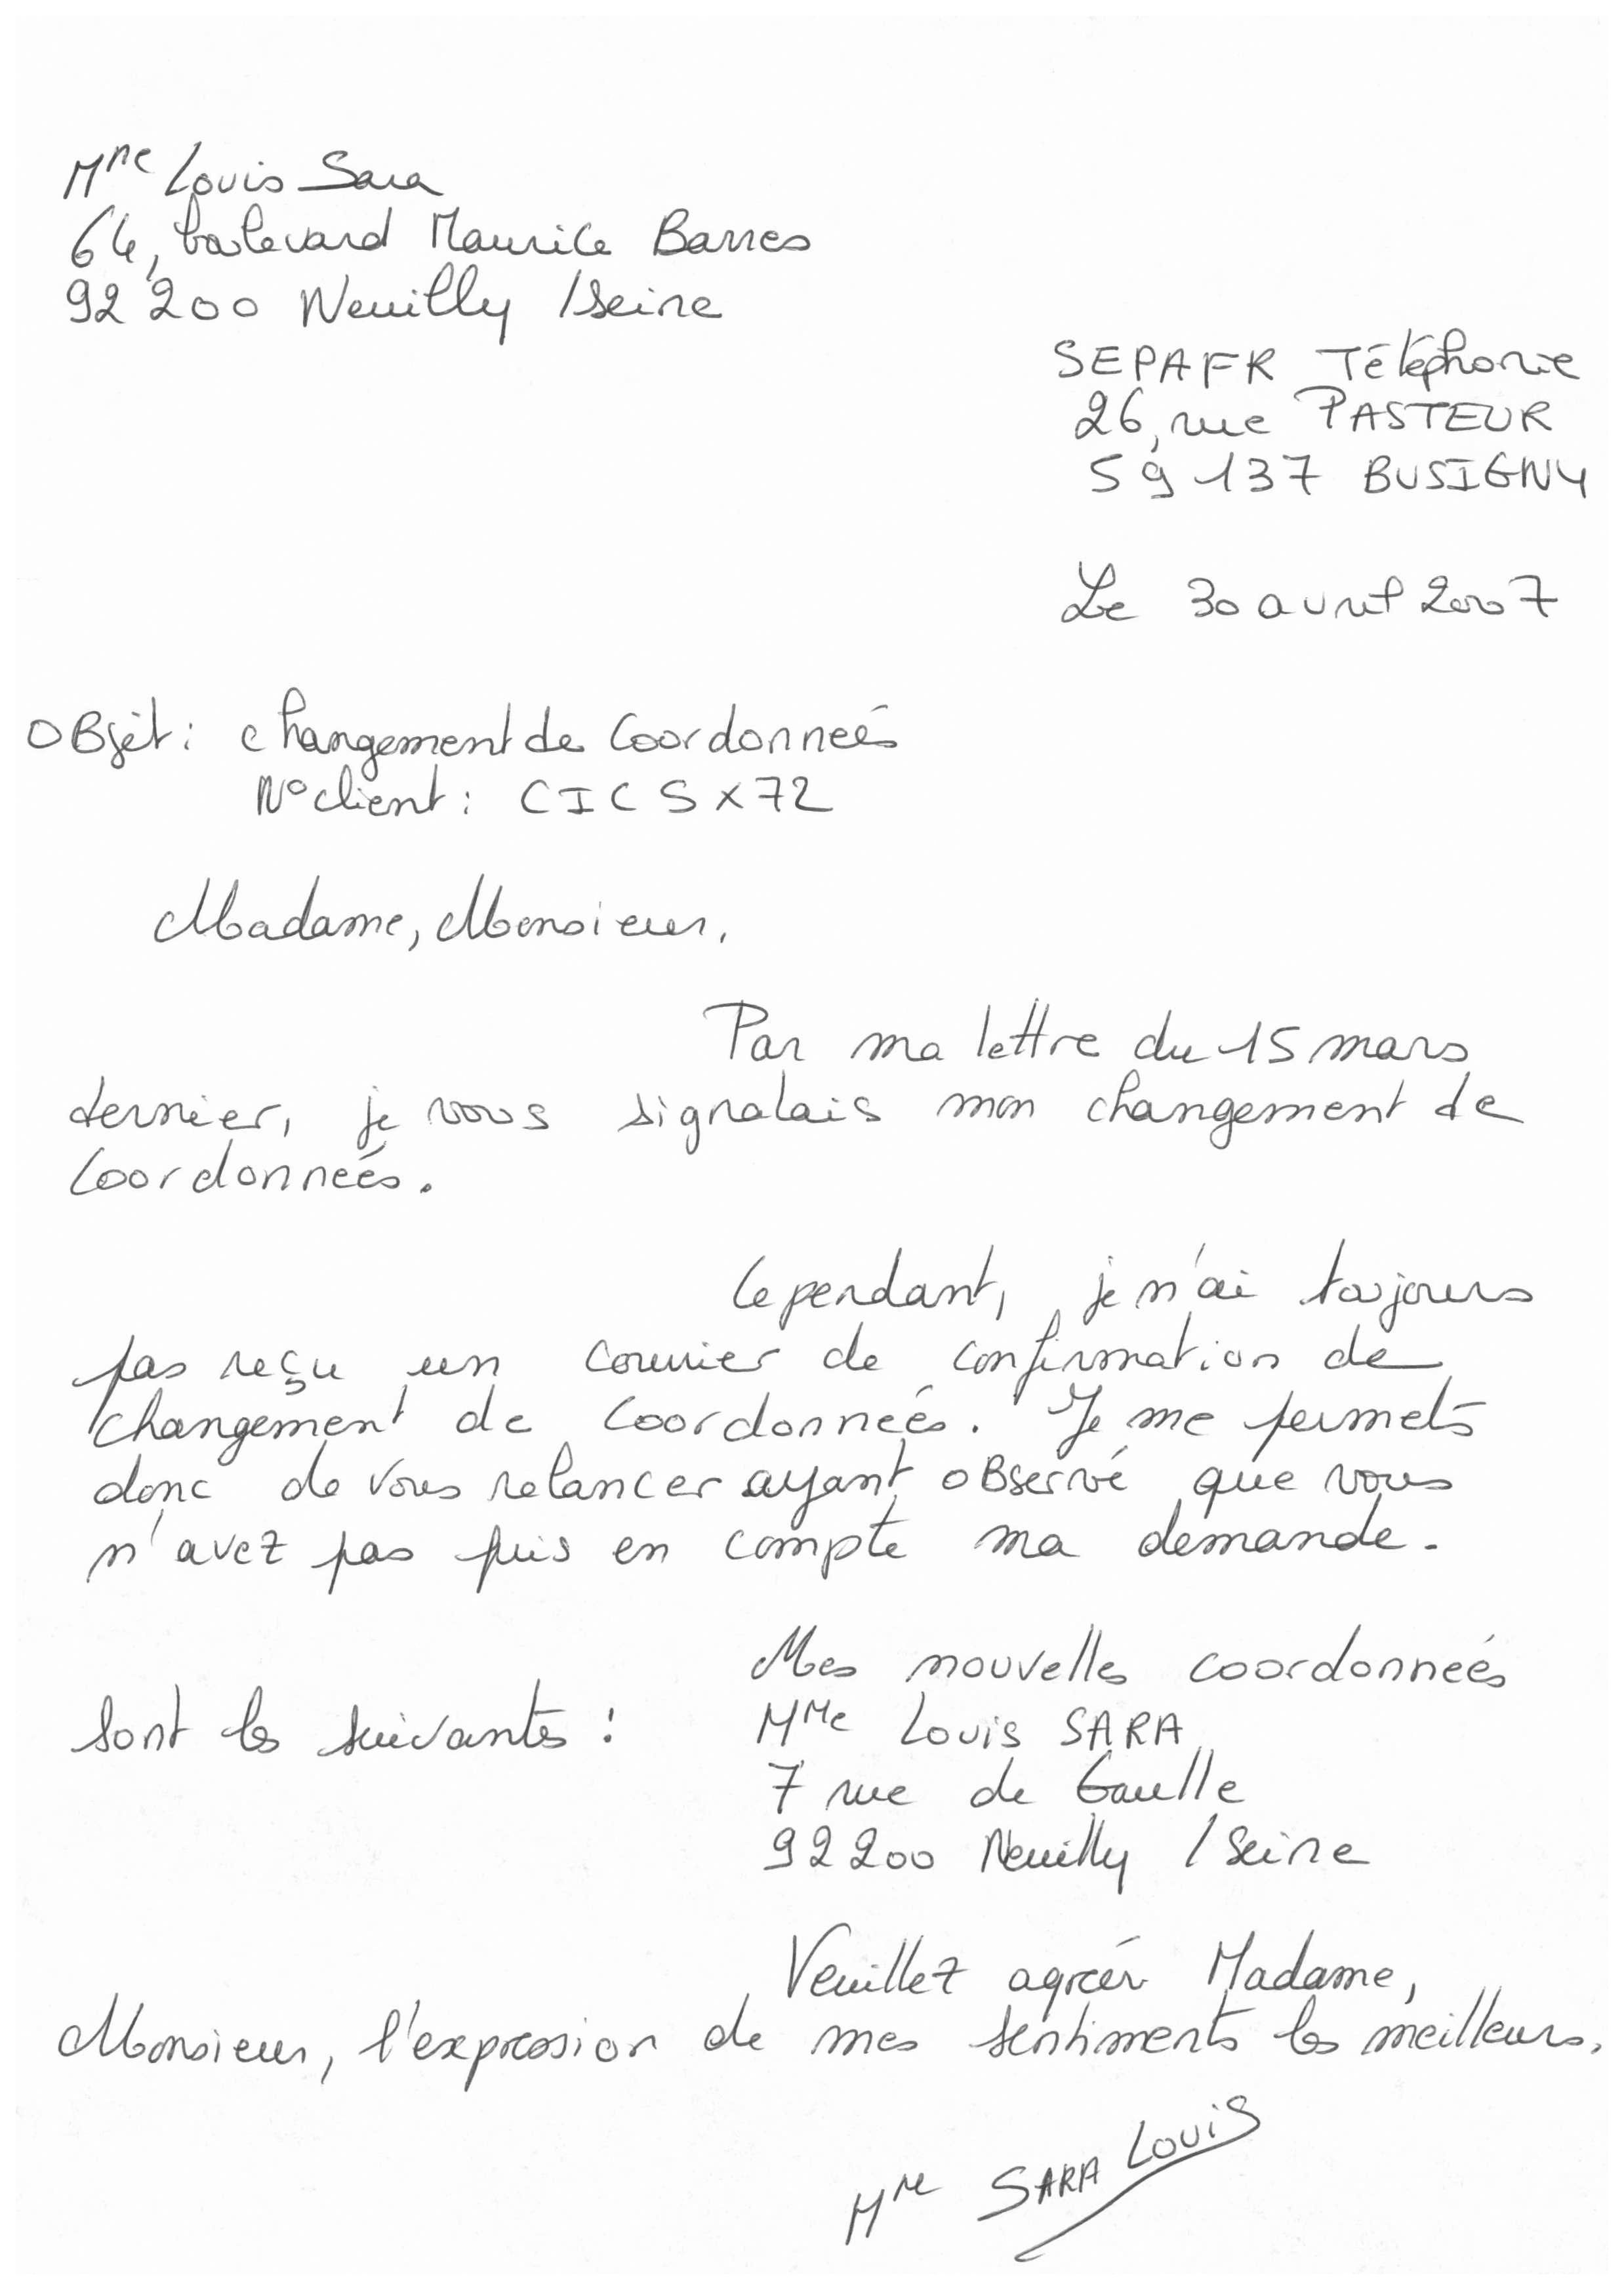 Mme Louis Sara
64, boulevard Maurice Barres
92 200 Neuilly /Seine
SEPAFR Téléphonie
26, rue PASTEUR
59 137 BUSIGNY
Le 30 avril 2007
OBjet : changement de Coordonneés
N° client : CICSX72
Madame, Monsieur,
Par ma lettre du 15 mars
dernier, je vous signalais mon changement de
Coordonneés.
Cependant, je n'ai toujours
pas reçu un courrier de confirmation de
changement de Coordonneés. Je me permets
donc de vous relancer ayant oBservé que vous
n'avez pas pris en compte ma demande.
Mes nouvelles coordonneés
sont les suivantes :
MMe Louis SARA
7 rue de Gaulle
92200 Neuilly /Seine
Veuillez agréer Madame,
Monsieur, l'expression de mes sentiments les meilleurs.
Mme SARA Louis